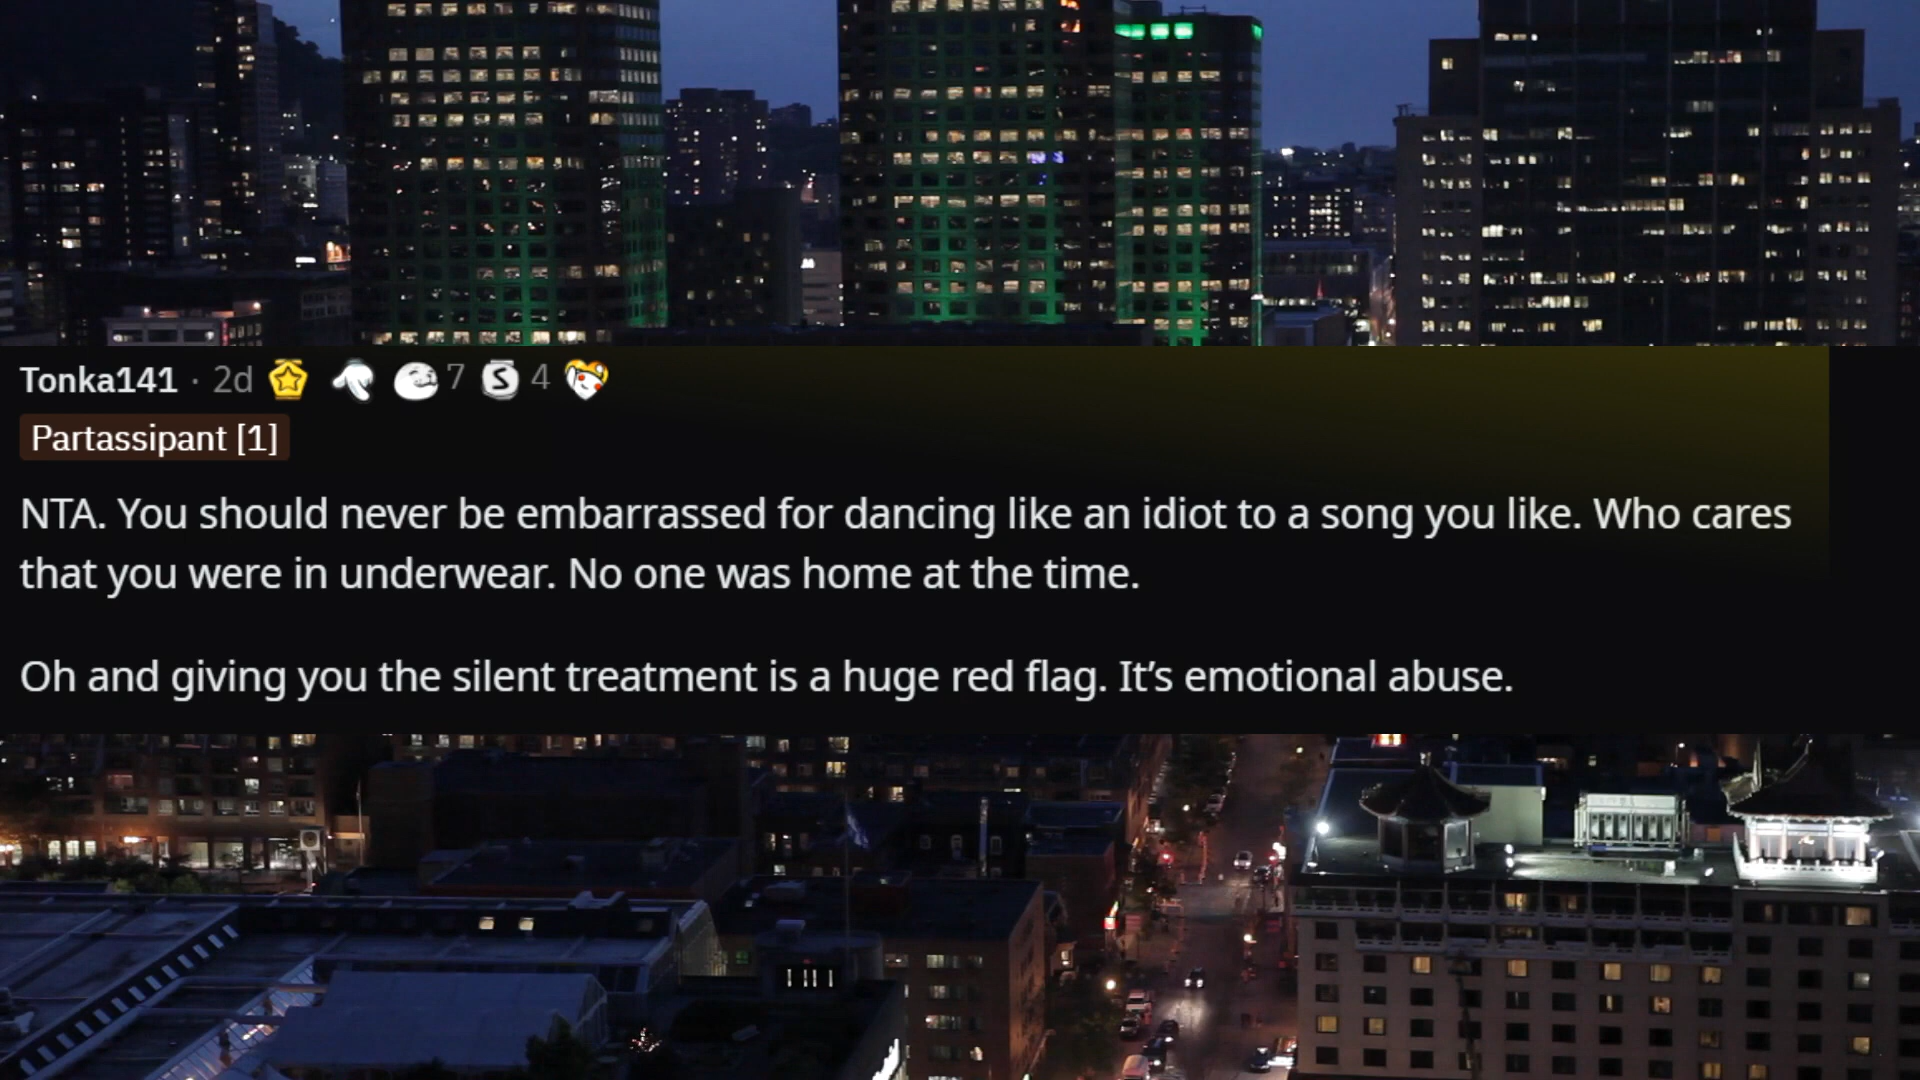 Tonka141 · 2d 7 S 4
Partassipant [1]
NTA. You should never be embarrassed for dancing like an idiot to a song you like. Who cares
that you were in underwear. No one was home at the time.
Oh and giving you the silent treatment is a huge red flag. It’s emotional abuse.